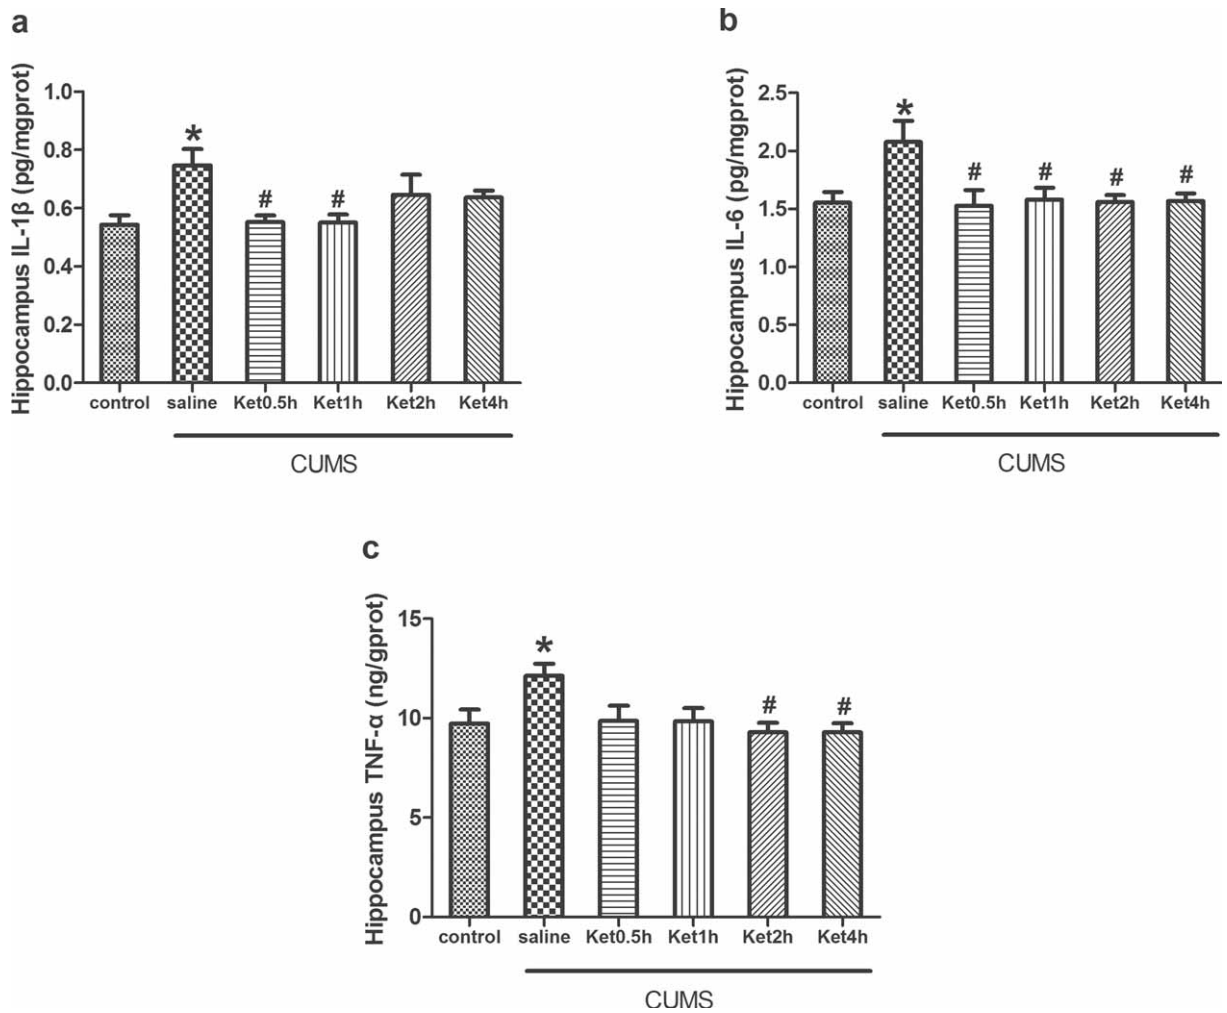 a
Hippocampus IL-1β (pg/mgprot)
1.0
0.8
0.6
0.4
0.2
0.0
*
#
#
control saline Ket0.5h Ket1h Ket2h Ket4h
CUMS
b
Hippocampus IL-6 (pg/mgprot)
2.5
2.0
1.5
1.0
0.5
0.0
*
# # # #
control saline Ket0.5h Ket1h Ket2h Ket4h
CUMS
c
Hippocampus TNF-α (ng/gprot)
15
10
5
0
*
# #
control saline Ket0.5h Ket1h Ket2h Ket4h
CUMS